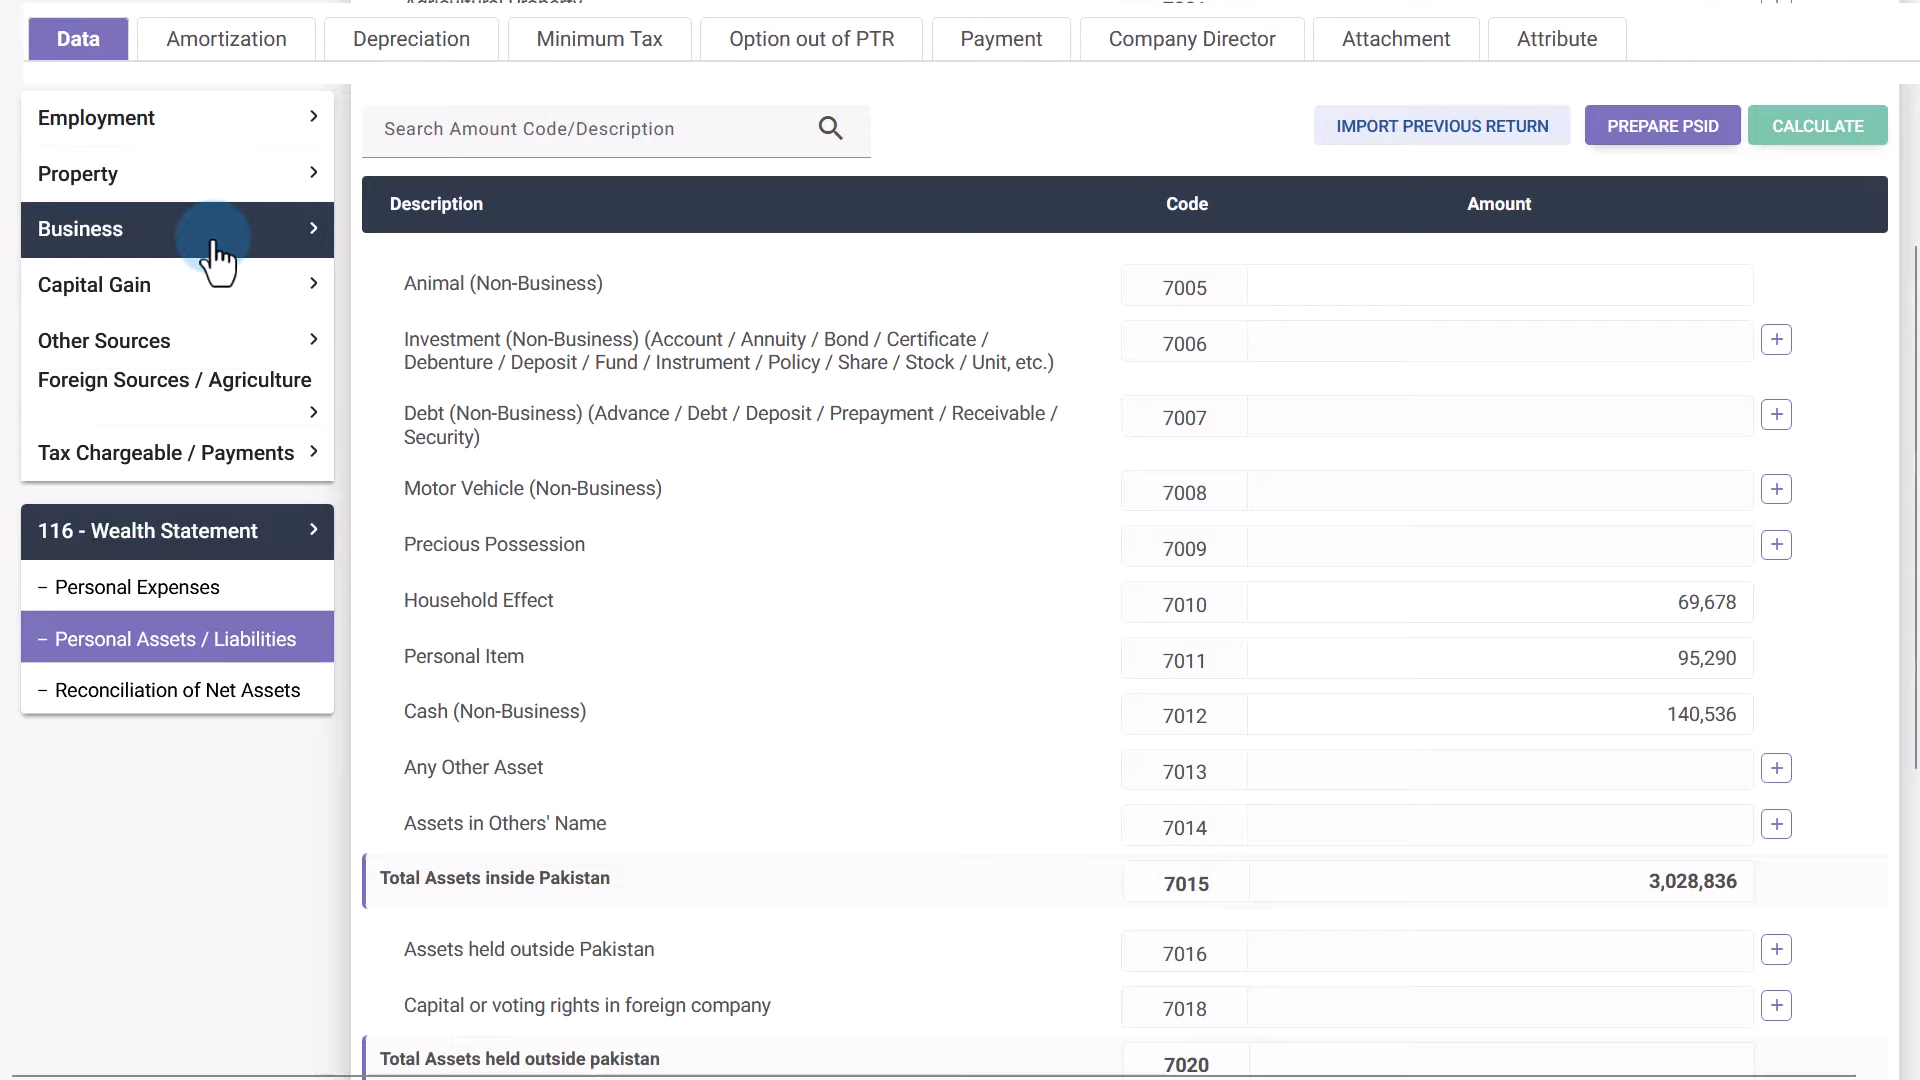 Data
Amortization
Depreciation
Minimum Tax
Option out of PTR
Payment
Company Director
Attachment
Attribute
Employment
Property
Business
Capital Gain
Other Sources
Foreign Sources / Agriculture
Tax Chargeable / Payments
116 - Wealth Statement
– Personal Expenses
– Personal Assets / Liabilities
– Reconciliation of Net Assets
Search Amount Code/Description
IMPORT PREVIOUS RETURN
PREPARE PSID
CALCULATE
Description Code Amount
Animal (Non-Business) 7005
Investment (Non-Business) (Account / Annuity / Bond / Certificate /
Debenture / Deposit / Fund / Instrument / Policy / Share / Stock / Unit, etc.) 7006
Debt (Non-Business) (Advance / Debt / Deposit / Prepayment / Receivable /
Security) 7007
Motor Vehicle (Non-Business) 7008
Precious Possession 7009
Household Effect 7010 69,678
Personal Item 7011 95,290
Cash (Non-Business) 7012 140,536
Any Other Asset 7013
Assets in Others' Name 7014
Total Assets inside Pakistan 7015 3,028,836
Assets held outside Pakistan 7016
Capital or voting rights in foreign company 7018
Total Assets held outside pakistan 7020